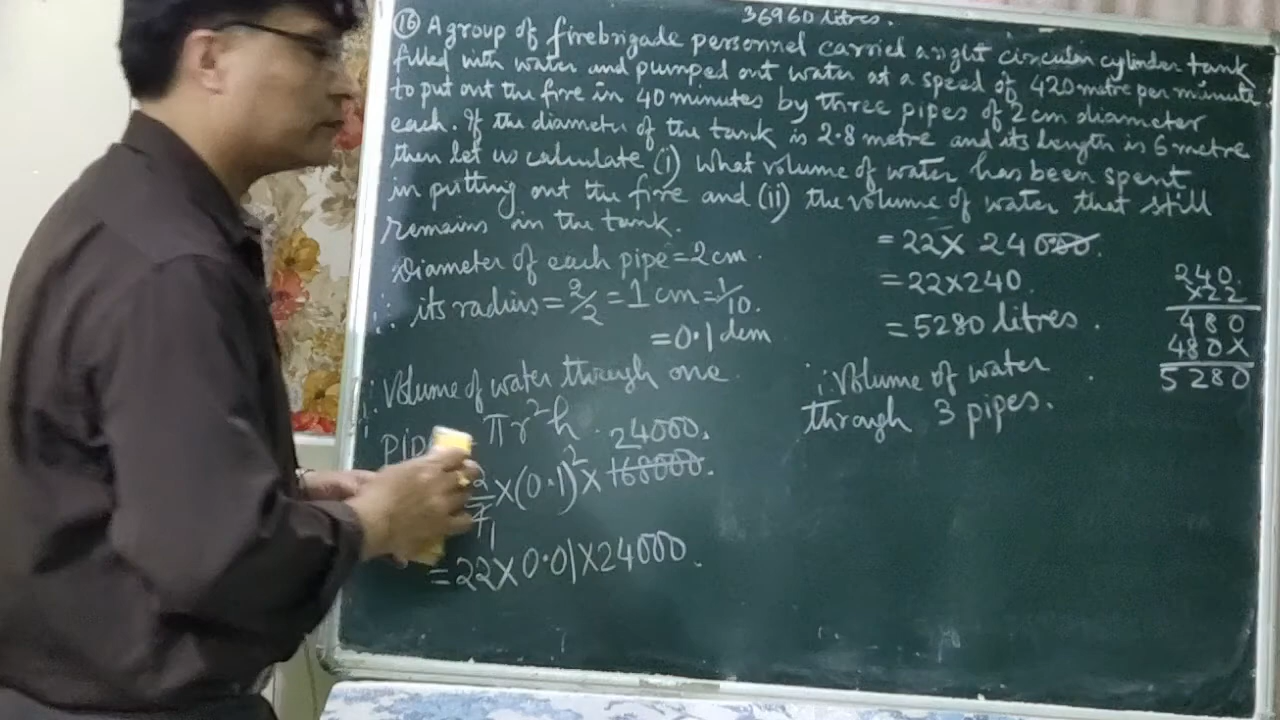 36960 litres.
(16) A group of firebrigade personnel carried a right circular cylinder tank
filled with water and pumped out water at a speed of 420 metre per minute
to put out the fire in 40 minutes by three pipes of 2 cm diameter
each. If the diameter of the tank is 2.8 metre and its length is 6 metre
then let us calculate (i) What volume of water has been spent
in putting out the fire and (ii) the volume of water that still
remains in the tank.
Diameter of each pipe = 2 cm.
∴ its radius = 2/2 = 1 cm = 1/10.
= 0.1 dcm
∴ Volume of water through one
πr²h
24000.
×(0.1)² × 168000.
7 1
= 22 × 0.01 × 24000.
= 22 × 24000.
= 22 × 240.
= 5280 litres.
∴ Volume of water
through 3 pipes.
240.
×22
480
480×
5280